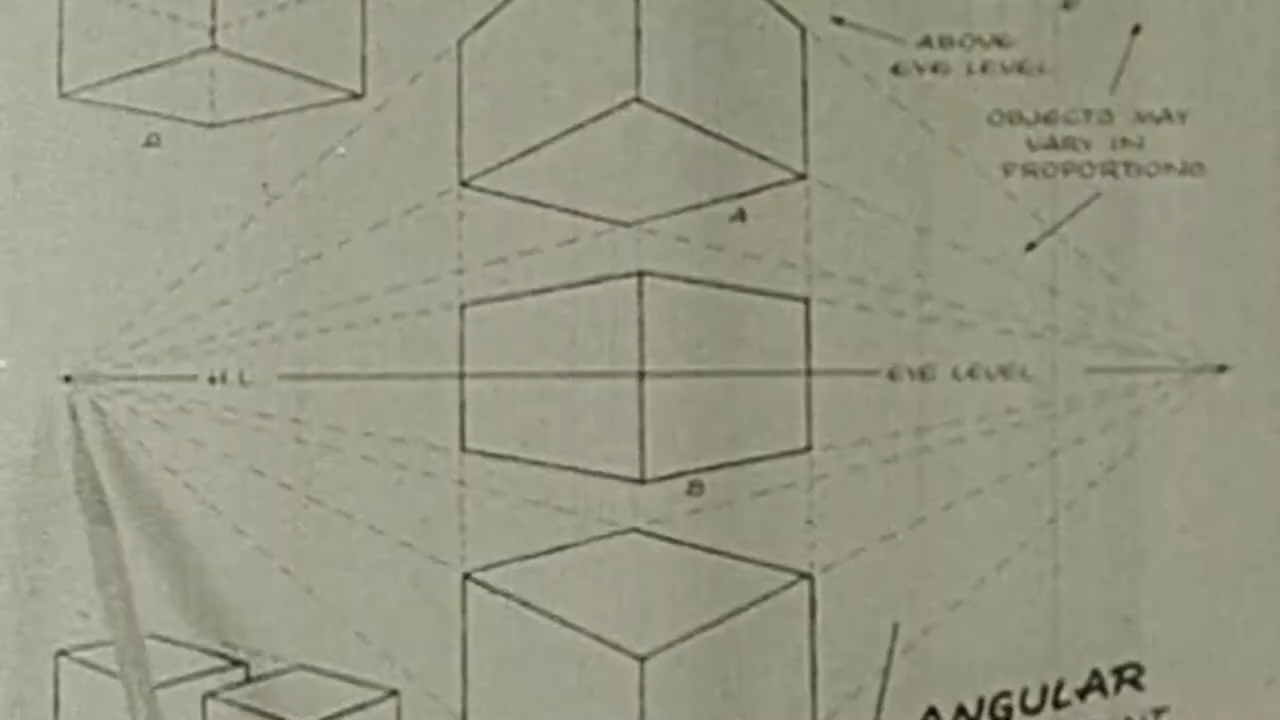 ABOVE
EYE LEVEL
OBJECTS MAY
VARY IN
PROPORTIONS
A
H.L.
EYE LEVEL
B
ANGULAR